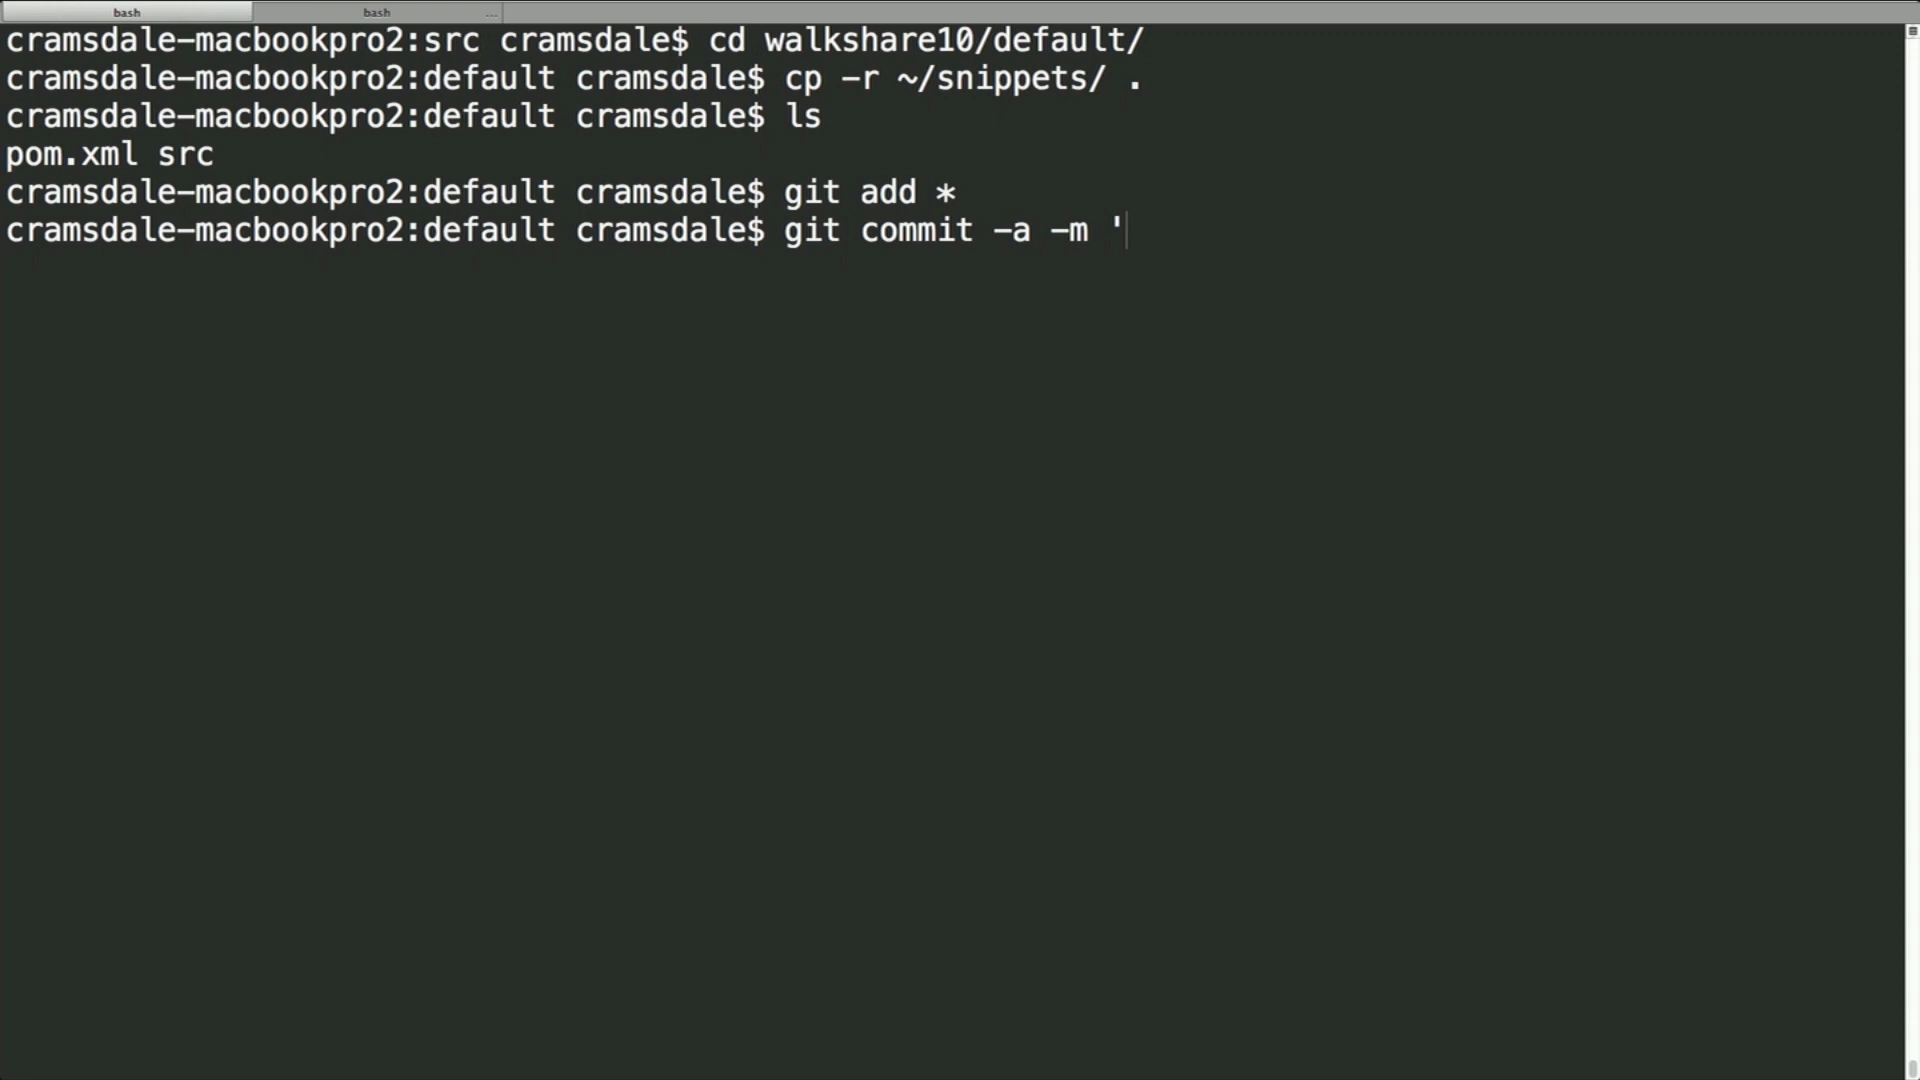 bash bash ...
cramsdale-macbookpro2:src cramsdale$ cd walkshare10/default/
cramsdale-macbookpro2:default cramsdale$ cp -r ~/snippets/ .
cramsdale-macbookpro2:default cramsdale$ ls
pom.xml src
cramsdale-macbookpro2:default cramsdale$ git add *
cramsdale-macbookpro2:default cramsdale$ git commit -a -m '